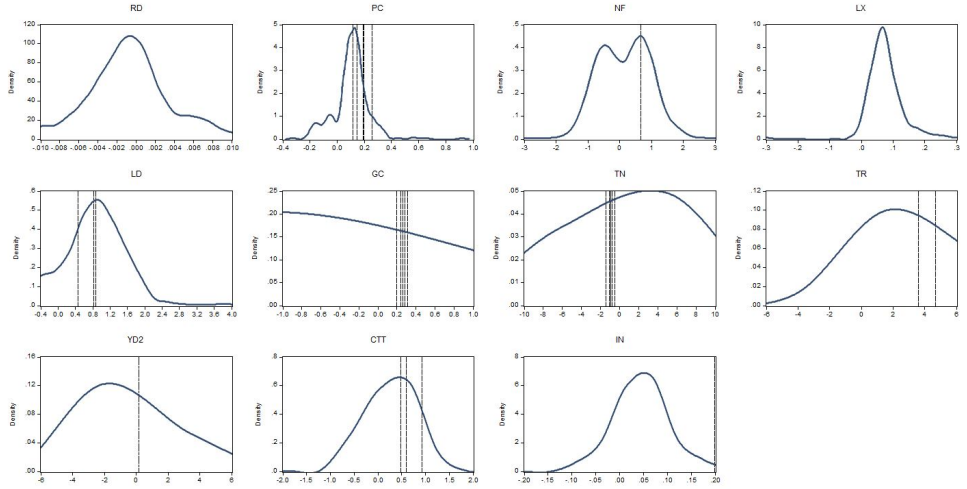 RD
120
100
80
60
40
20
0
Density
-.010 -.008 -.006 -.004 -.002 .000 .002 .004 .006 .008 .010
PC
5
4
3
2
1
0
Density
-0.4 -0.2 0.0 0.2 0.4 0.6 0.8 1.0
NF
.5
.4
.3
.2
.1
.0
Density
-3 -2 -1 0 1 2 3
LX
10
8
6
4
2
0
Density
-.3 -.2 -.1 .0 .1 .2 .3
LD
.6
.5
.4
.3
.2
.1
.0
Density
-0.4 0.0 0.4 0.8 1.2 1.6 2.0 2.4 2.8 3.2 3.6 4.0
GC
.25
.20
.15
.10
.05
.00
Density
-1.0 -0.8 -0.6 -0.4 -0.2 0.0 0.2 0.4 0.6 0.8 1.0
TN
.05
.04
.03
.02
.01
.00
Density
-10 -8 -6 -4 -2 0 2 4 6 8 10
TR
.12
.10
.08
.06
.04
.02
.00
Density
-6 -4 -2 0 2 4 6
YD2
.16
.12
.08
.04
.00
Density
-6 -4 -2 0 2 4 6
CTT
.8
.6
.4
.2
.0
Density
-2.0 -1.5 -1.0 -0.5 0.0 0.5 1.0 1.5 2.0
IN
8
6
4
2
0
Density
-.20 -.15 -.10 -.05 .00 .05 .10 .15 .20